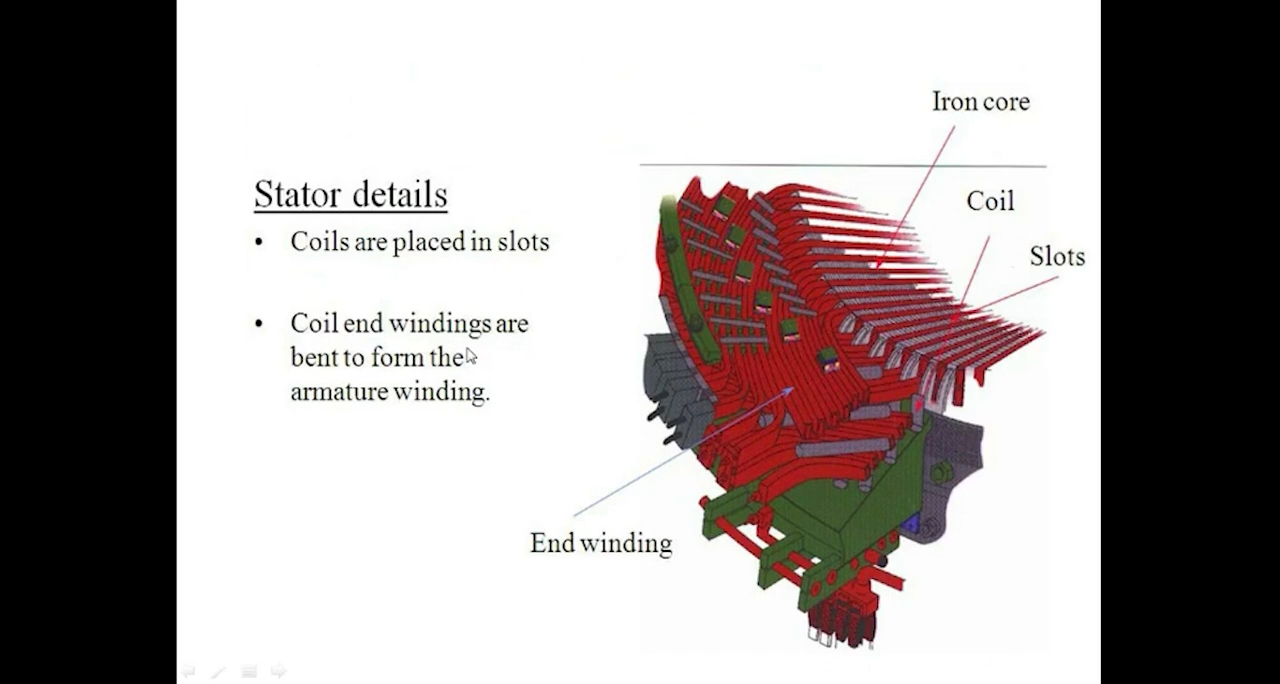 Iron core
Stator details
Coil
• Coils are placed in slots
Slots
• Coil end windings are
bent to form the
armature winding.
End winding